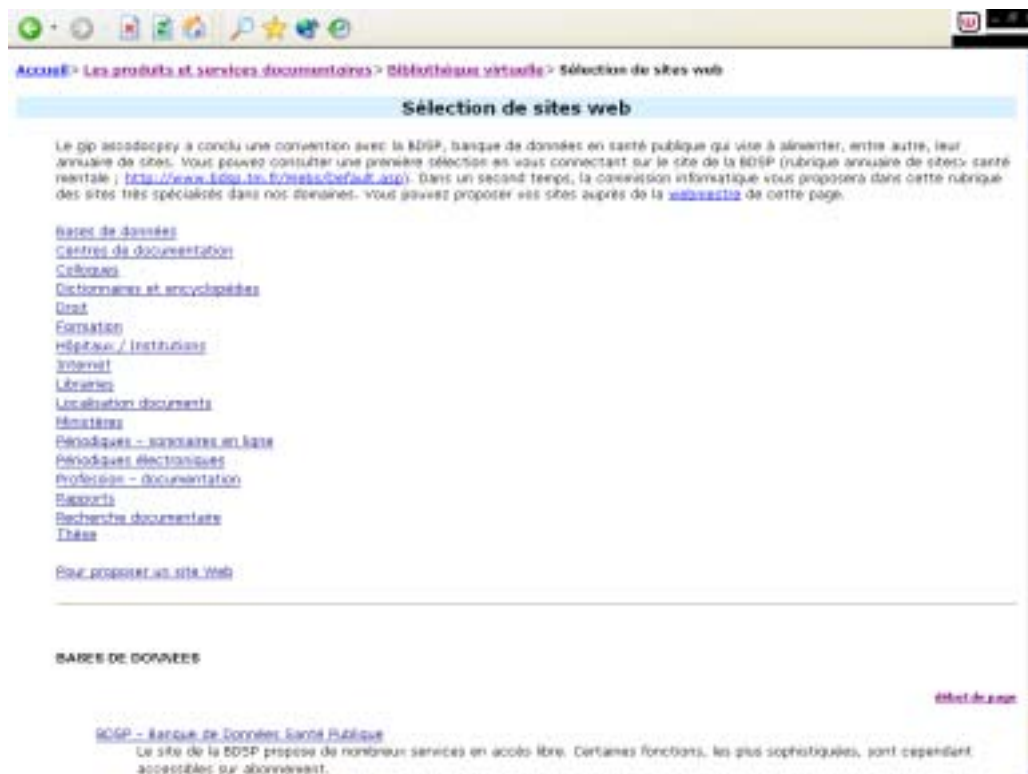 Accueil> Les produits et services documentaires> Bibliothèque virtuelle> Sélection de sites web
Sélection de sites web
Le gip ascodocpsy a conclu une convention avec la BDSP, banque de données en santé publique qui vise à alimenter, entre autre, leur
annuaire de sites. Vous pouvez consulter une première sélection en vous connectant sur le site de la BDSP (rubrique annuaire de sites> santé
mentale ; http://www.bdsp.tm.fr/Webs/Default.asp). Dans un second temps, la commission informatique vous proposera dans cette rubrique
des sites très spécialisés dans nos domaines. Vous pouvez proposer vos sites auprès de la webmestre de cette page.
Bases de données
Centres de documentation
Colloques
Dictionnaires et encyclopédies
Droit
Formation
Hôpitaux / Institutions
Internet
Librairies
Localisation documents
Ministères
Périodiques - sommaires en ligne
Périodiques électroniques
Profession - documentation
Rapports
Recherche documentaire
Thèse
Pour proposer un site Web
BASES DE DONNEES
début de page
BDSP - Banque de Données Santé Publique
Le site de la BDSP propose de nombreux services en accès libre. Certaines fonctions, les plus sophistiquées, sont cependant
accessibles sur abonnement.